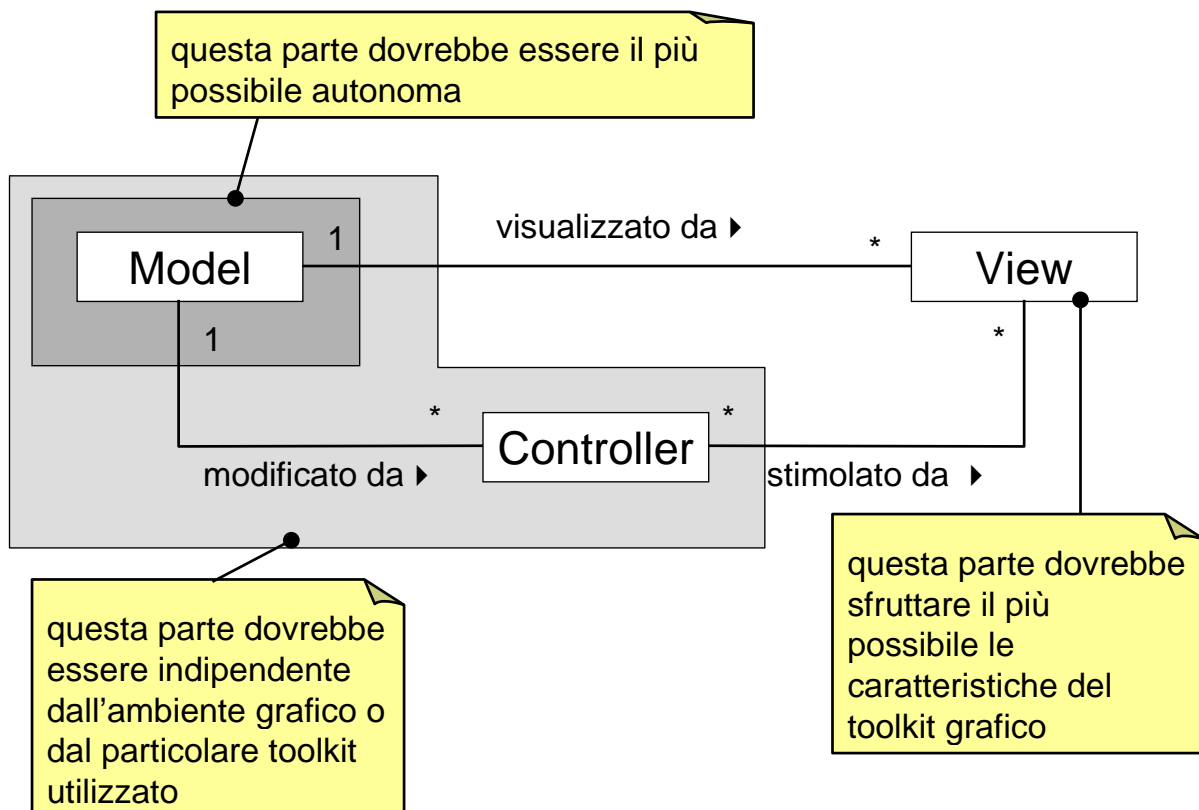 questa parte dovrebbe essere il più
possibile autonoma
visualizzato da ▸
1
*
Model
View
1
*
*
*
Controller
modificato da ▸
stimolato da ▸
questa parte dovrebbe
sfruttare il più
possibile le
caratteristiche del
toolkit grafico
questa parte dovrebbe
essere indipendente
dall'ambiente grafico o
dal particolare toolkit
utilizzato